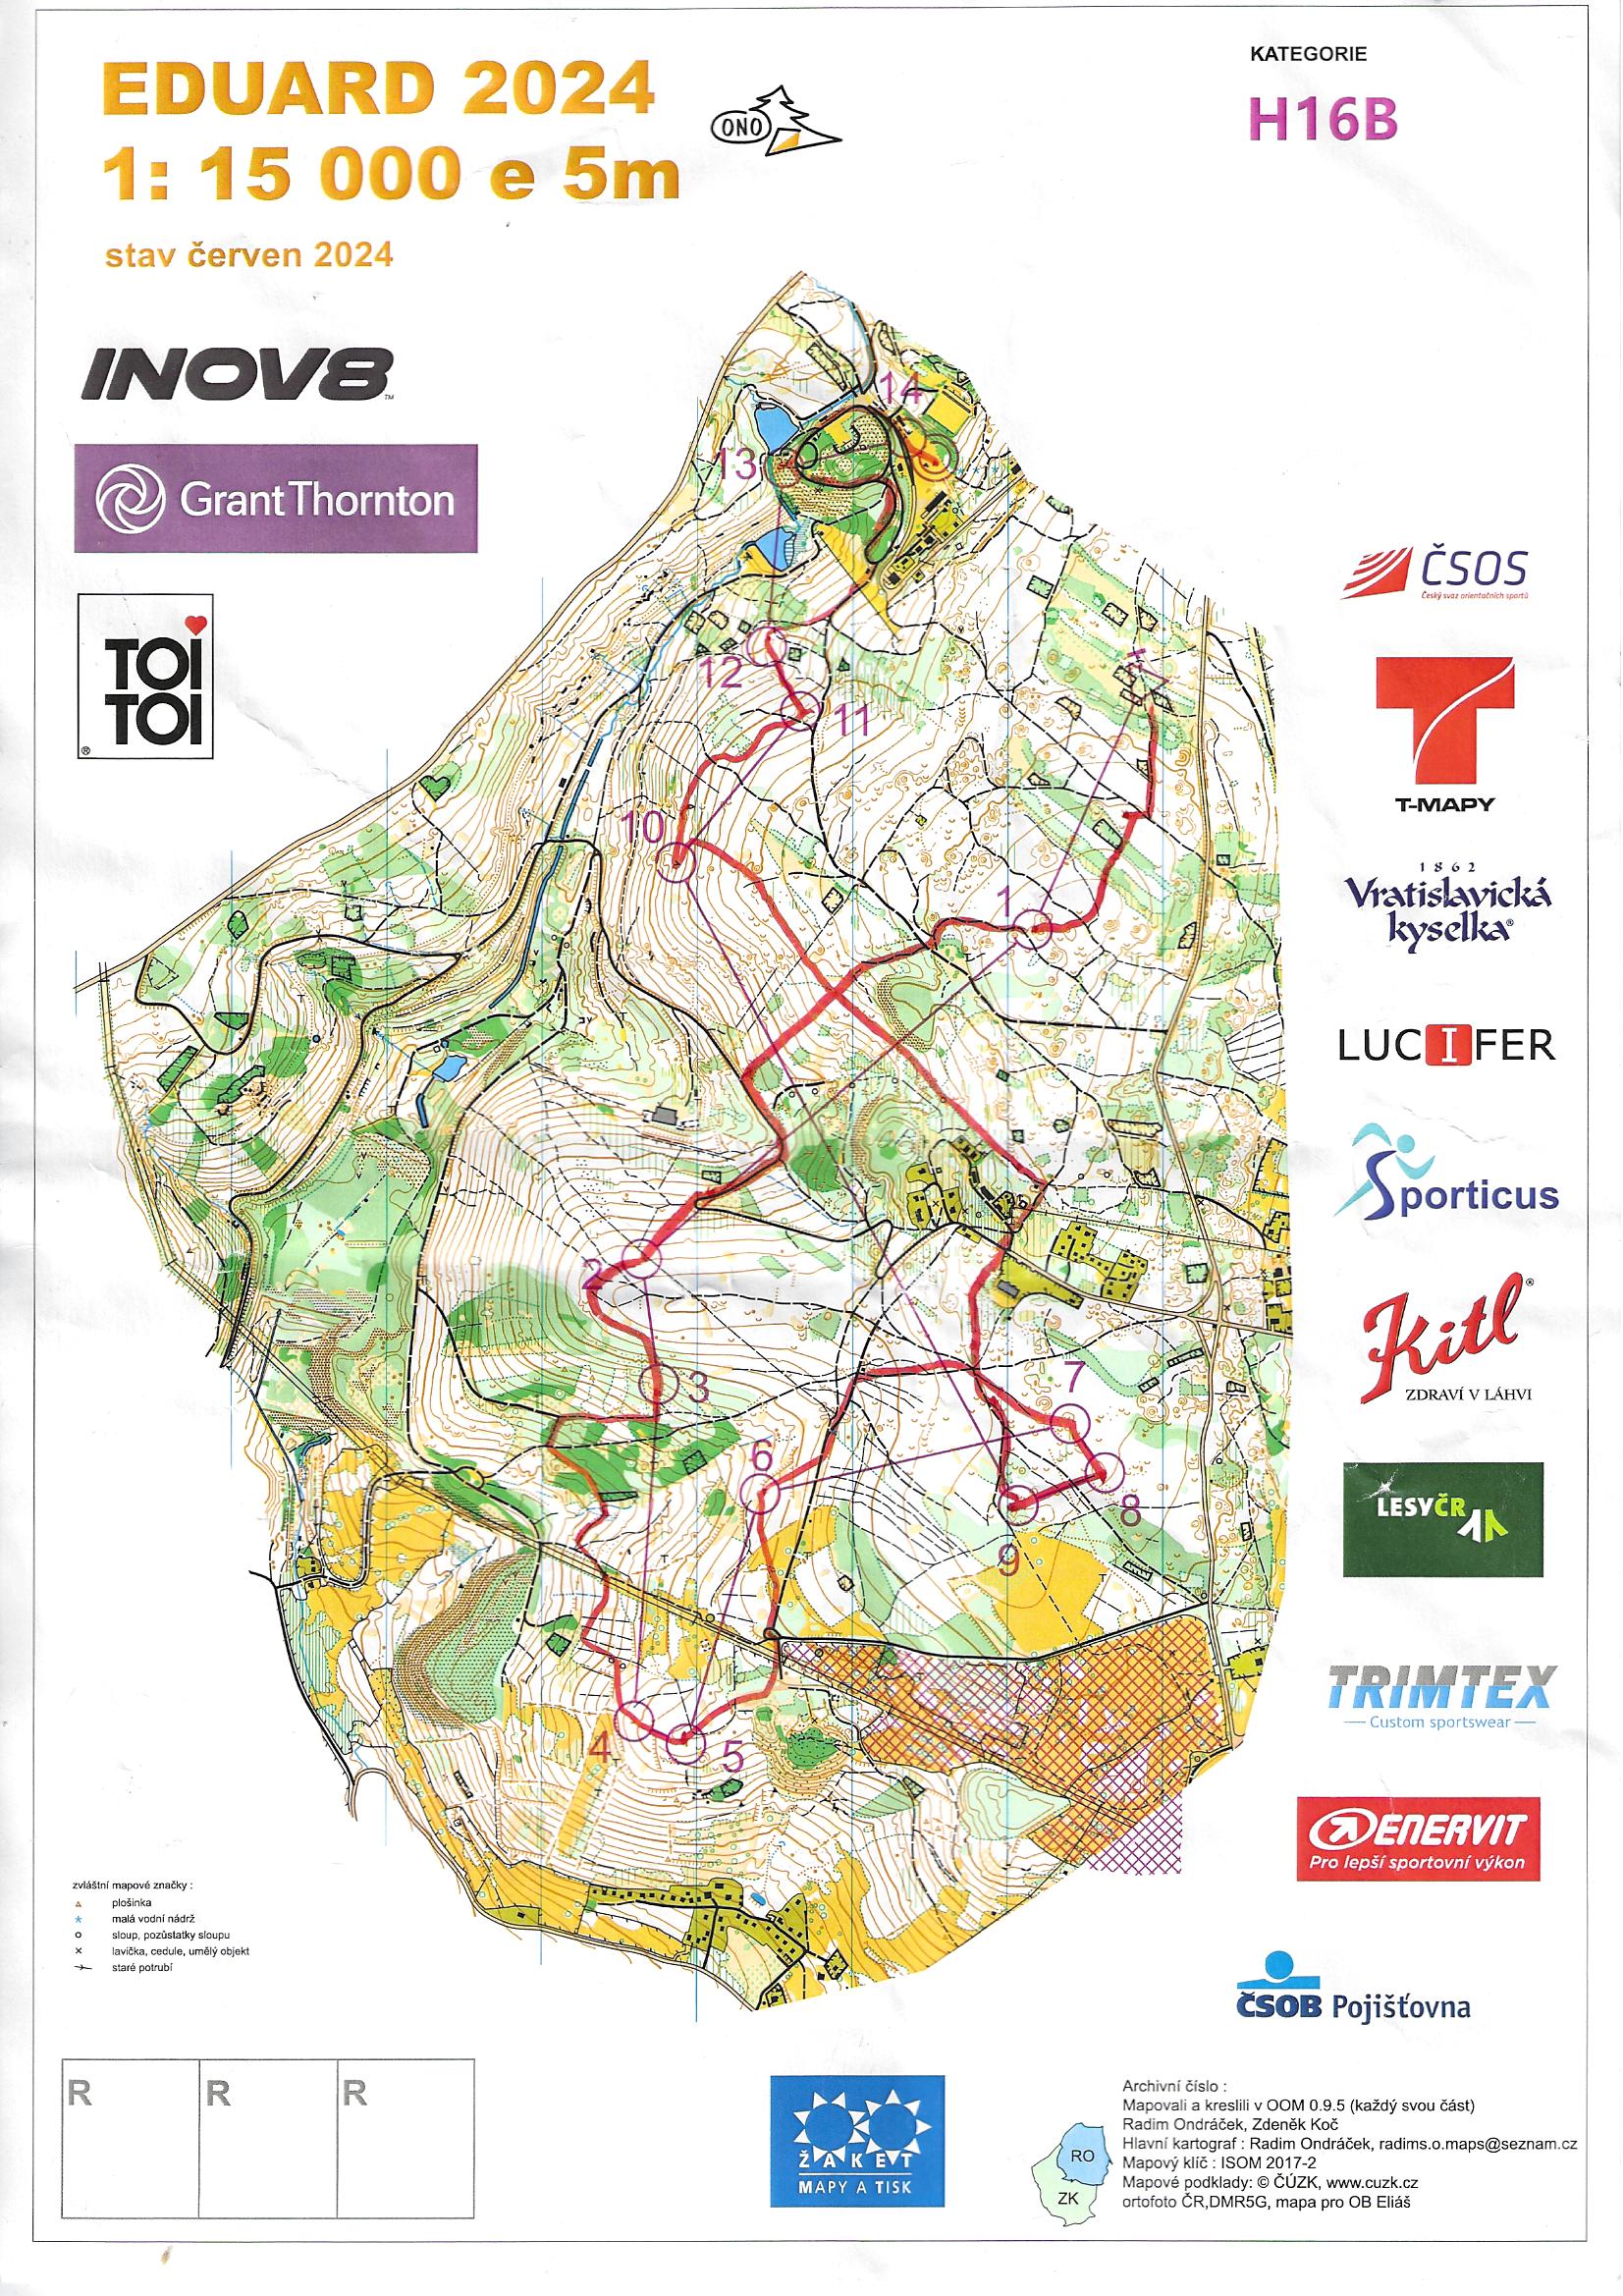 EDUARD 2024
1: 15 000 e 5m
stav červen 2024
ONO
KATEGORIE
H16B
INOV8
TM
Grant Thornton
TOI
TOI
®
ČSOS
Český svaz orientačních sportů
T-MAPY
1862
Vratislavická
kyselka®
LUCIFER
Sporticus
Kitl®
ZDRAVÍ V LÁHVI
LESY ČR
TRIMTEX
Custom sportswear
ENERVIT
Pro lepší sportovní výkon
ČSOB Pojišťovna
14
13
12
11
10
1
2
3
7
6
8
9
4
5
zvláštní mapové značky :
plošinka
malá vodní nádrž
sloup, pozůstatky sloupu
lavička, cedule, umělý objekt
staré potrubí
R
R
R
ŽAKET
MAPY A TISK
RO
ZK
Archivní číslo :
Mapovali a kreslili v OOM 0.9.5 (každý svou část)
Radim Ondráček, Zdeněk Koč
Hlavní kartograf : Radim Ondráček, radims.o.maps@seznam.cz
Mapový klíč : ISOM 2017-2
Mapové podklady: © ČÚZK, www.cuzk.cz
ortofoto ČR,DMR5G, mapa pro OB Eliáš